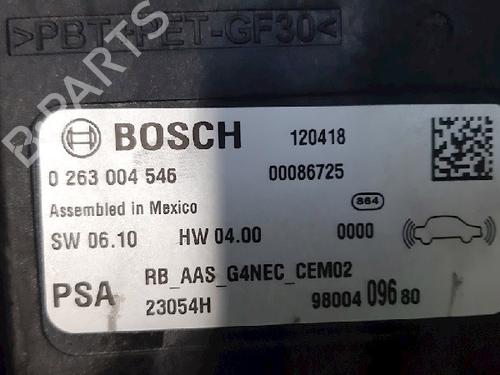 >PBT+PET-GF30<
B-PARTS
BOSCH 120418
0 263 004 546 00086725
Assembled in Mexico 864
SW 06.10 HW 04.00 0000
RB_AAS_G4NEC_CEM02
PSA 23054H 98004 096 80